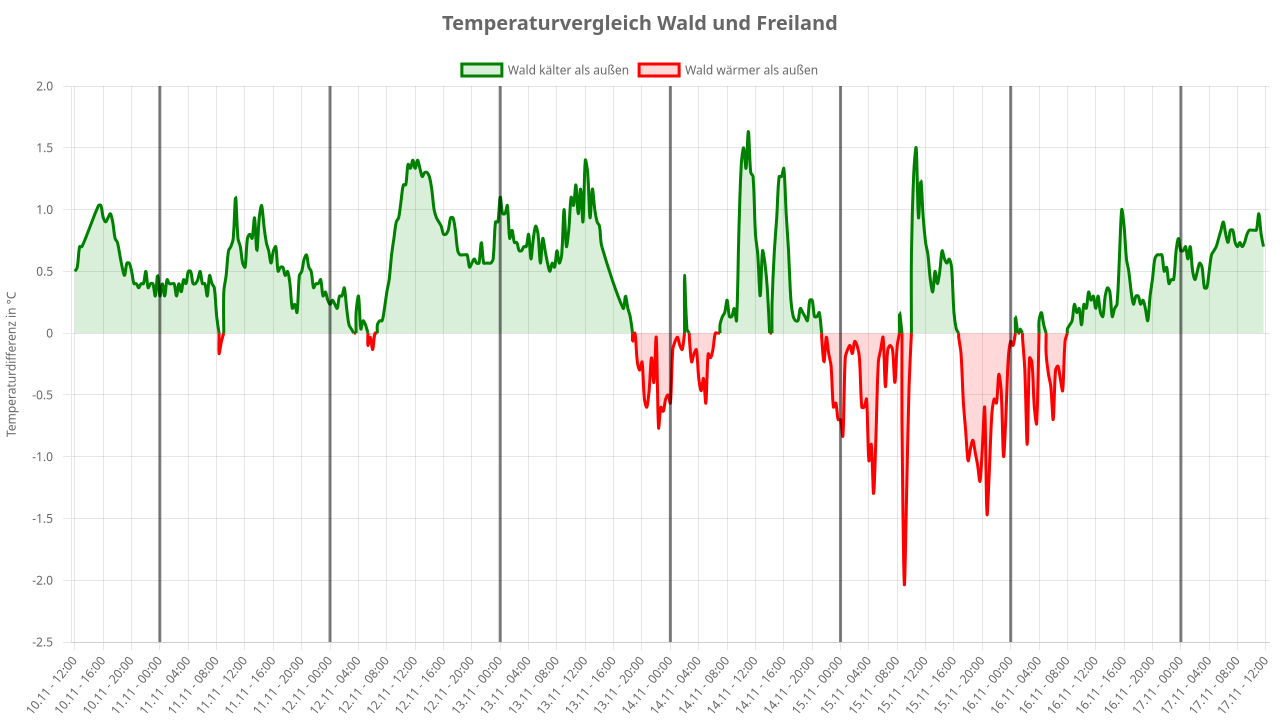 Temperaturvergleich Wald und Freiland
Wald kälter als außen
Wald wärmer als außen
Temperaturdifferenz in °C
2.0
1.5
1.0
0.5
0
-0.5
-1.0
-1.5
-2.0
-2.5
10.11 - 12:00
10.11 - 16:00
10.11 - 20:00
11.11 - 00:00
11.11 - 04:00
11.11 - 08:00
11.11 - 12:00
11.11 - 16:00
11.11 - 20:00
12.11 - 00:00
12.11 - 04:00
12.11 - 08:00
12.11 - 12:00
12.11 - 16:00
12.11 - 20:00
13.11 - 00:00
13.11 - 04:00
13.11 - 08:00
13.11 - 12:00
13.11 - 16:00
13.11 - 20:00
14.11 - 00:00
14.11 - 04:00
14.11 - 08:00
14.11 - 12:00
14.11 - 16:00
14.11 - 20:00
15.11 - 00:00
15.11 - 04:00
15.11 - 08:00
15.11 - 12:00
15.11 - 16:00
15.11 - 20:00
16.11 - 00:00
16.11 - 04:00
16.11 - 08:00
16.11 - 12:00
16.11 - 16:00
16.11 - 20:00
17.11 - 00:00
17.11 - 04:00
17.11 - 08:00
17.11 - 12:00